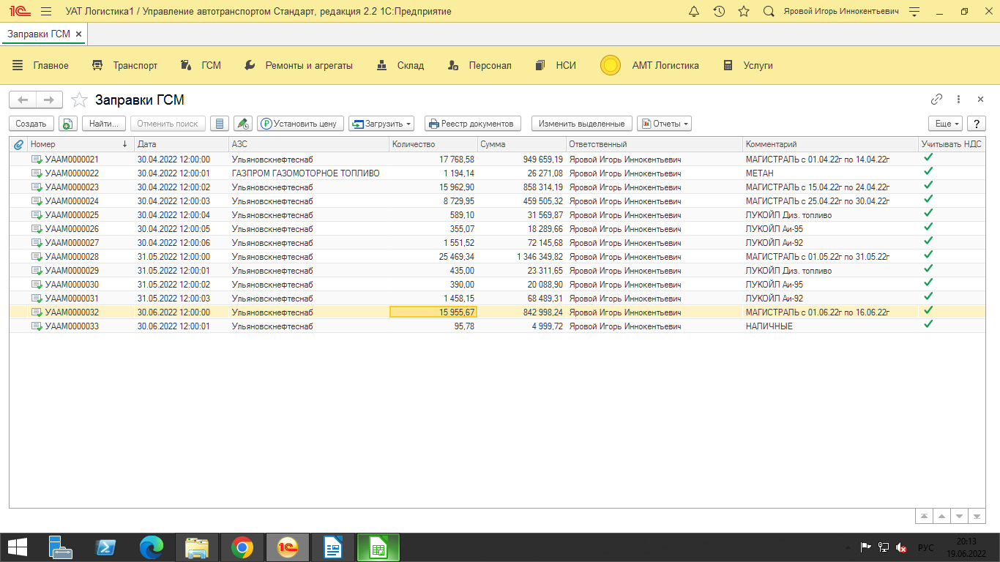 1С УАТ Логистика1 / Управление автотранспортом Стандарт, редакция 2.2 1С:Предприятие Яровой Игорь Иннокентьевич
Заправки ГСМ
Главное Транспорт ГСМ Ремонты и агрегаты Склад Персонал НСИ АМТ Логистика Услуги
Заправки ГСМ
Создать Найти... Отменить поиск Установить цену Загрузить Реестр документов Изменить выделенные Отчеты Еще ?
Номер Дата АЗС Количество Сумма Ответственный Комментарий Учитывать НДС
УААМ0000021 30.04.2022 12:00:00 Ульяновскнефтеснаб 17 768,58 949 659,19 Яровой Игорь Иннокентьевич МАГИСТРАЛЬ с 01.04.22г по 14.04.22г
УААМ0000022 30.04.2022 12:00:01 ГАЗПРОМ ГАЗОМОТОРНОЕ ТОПЛИВО 1 194,14 26 271,08 Яровой Игорь Иннокентьевич МЕТАН
УААМ0000023 30.04.2022 12:00:02 Ульяновскнефтеснаб 15 962,90 858 314,19 Яровой Игорь Иннокентьевич МАГИСТРАЛЬ с 15.04.22г по 24.04.22г
УААМ0000024 30.04.2022 12:00:03 Ульяновскнефтеснаб 8 729,95 459 505,32 Яровой Игорь Иннокентьевич МАГИСТРАЛЬ с 25.04.22г по 30.04.22г
УААМ0000025 30.04.2022 12:00:04 Ульяновскнефтеснаб 589,10 31 569,87 Яровой Игорь Иннокентьевич ЛУКОЙЛ Диз. топливо
УААМ0000026 30.04.2022 12:00:05 Ульяновскнефтеснаб 355,07 18 289,66 Яровой Игорь Иннокентьевич ЛУКОЙЛ Аи-95
УААМ0000027 30.04.2022 12:00:06 Ульяновскнефтеснаб 1 551,52 72 145,68 Яровой Игорь Иннокентьевич ЛУКОЙЛ Аи-92
УААМ0000028 31.05.2022 12:00:00 Ульяновскнефтеснаб 25 469,34 1 346 349,82 Яровой Игорь Иннокентьевич МАГИСТРАЛЬ с 01.05.22г по 31.05.22г
УААМ0000029 31.05.2022 12:00:01 Ульяновскнефтеснаб 435,00 23 311,65 Яровой Игорь Иннокентьевич ЛУКОЙЛ Диз. топливо
УААМ0000030 31.05.2022 12:00:02 Ульяновскнефтеснаб 390,00 20 088,90 Яровой Игорь Иннокентьевич ЛУКОЙЛ Аи-95
УААМ0000031 31.05.2022 12:00:03 Ульяновскнефтеснаб 1 458,15 68 489,31 Яровой Игорь Иннокентьевич ЛУКОЙЛ Аи-92
УААМ0000032 30.06.2022 12:00:00 Ульяновскнефтеснаб 15 955,67 842 998,24 Яровой Игорь Иннокентьевич МАГИСТРАЛЬ с 01.06.22г по 16.06.22г
УААМ0000033 30.06.2022 12:00:01 Ульяновскнефтеснаб 95,78 4 999,72 Яровой Игорь Иннокентьевич НАЛИЧНЫЕ
1С РУС 20:13
19.06.2022